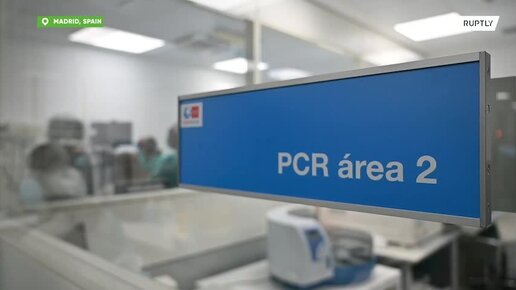 MADRID, SPAIN
RUPTLY
PCR área 2